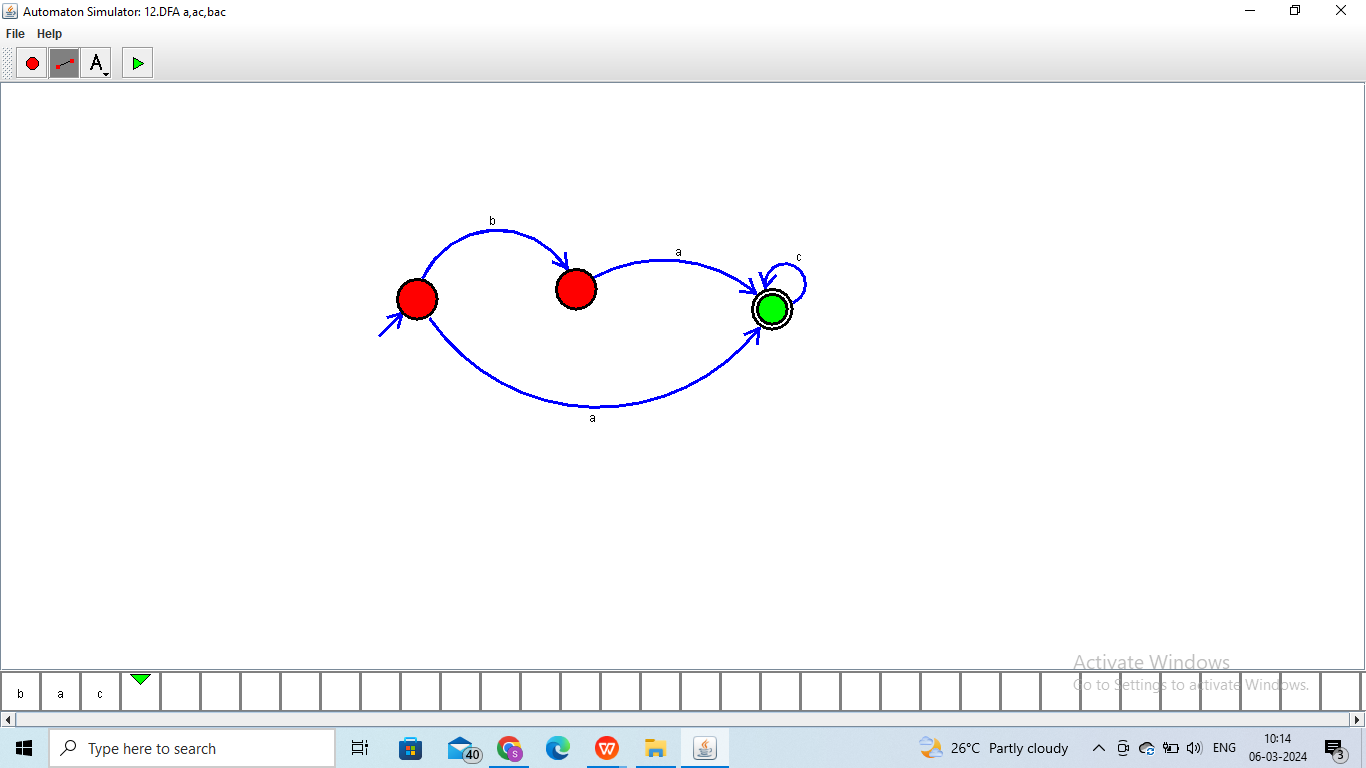 Automaton Simulator: 12.DFA a,ac,bac
File Help
A
b
a
c
a
b a c
Activate Windows
Go to Settings to activate Windows.
Type here to search
40
S
W
26°C Partly cloudy
ENG
10:14
06-03-2024
3